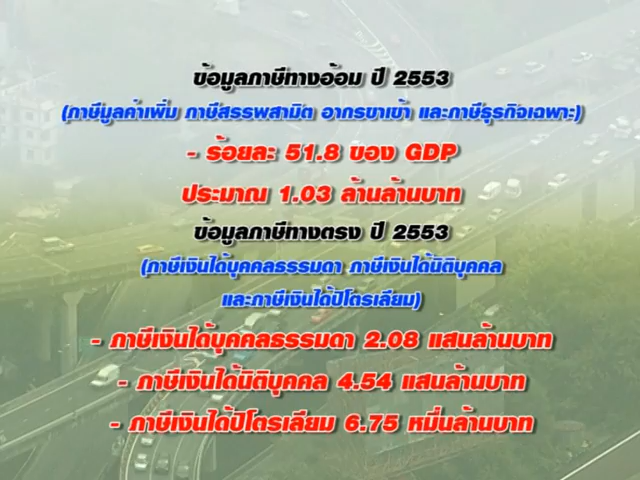 ข้อมูลภาษีทางอ้อม ปี 2553
(ภาษีมูลค่าเพิ่ม ภาษีสรรพสามิต อากรขาเข้า และภาษีธุรกิจเฉพาะ)
- ร้อยละ 51.8 ของ GDP
ประมาณ 1.03 ล้านล้านบาท
ข้อมูลภาษีทางตรง ปี 2553
(ภาษีเงินได้บุคคลธรรมดา ภาษีเงินได้นิติบุคคล
และภาษีเงินได้ปิโตรเลียม)
- ภาษีเงินได้บุคคลธรรมดา 2.08 แสนล้านบาท
- ภาษีเงินได้นิติบุคคล 4.54 แสนล้านบาท
- ภาษีเงินได้ปิโตรเลียม 6.75 หมื่นล้านบาท